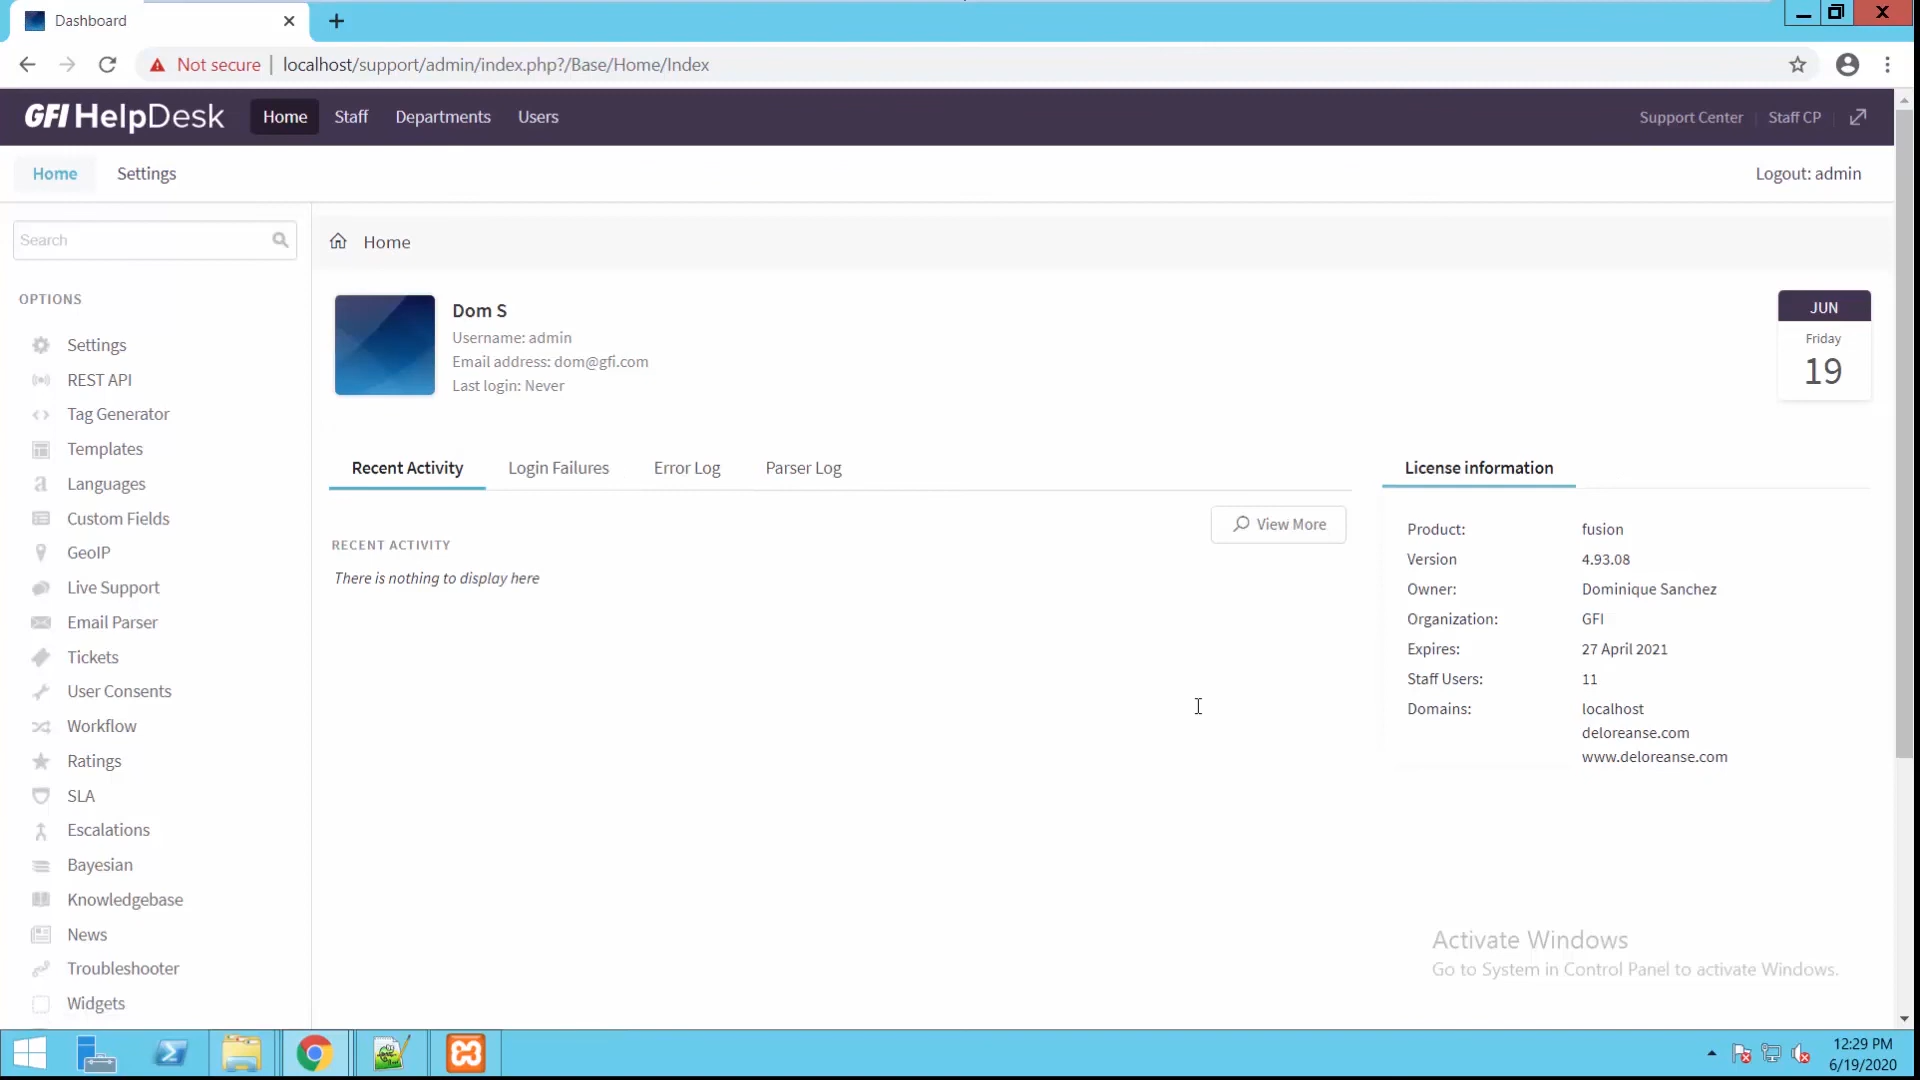 Dashboard
Not secure
localhost/support/admin/index.php?/Base/Home/Index
GFI HelpDesk
Home
Staff
Departments
Users
Support Center
Staff CP
Home
Settings
Logout: admin
Search
Home
OPTIONS
Settings
REST API
Tag Generator
Templates
Languages
Custom Fields
GeoIP
Live Support
Email Parser
Tickets
User Consents
Workflow
Ratings
SLA
Escalations
Bayesian
Knowledgebase
News
Troubleshooter
Widgets
Dom S
Username: admin
Email address: dom@gfi.com
Last login: Never
JUN
Friday
19
Recent Activity
Login Failures
Error Log
Parser Log
View More
RECENT ACTIVITY
There is nothing to display here
License information
Product: fusion
Version 4.93.08
Owner: Dominique Sanchez
Organization: GFI
Expires: 27 April 2021
Staff Users: 11
Domains: localhost
deloreanse.com
www.deloreanse.com
Activate Windows
Go to System in Control Panel to activate Windows.
12:29 PM
6/19/2020